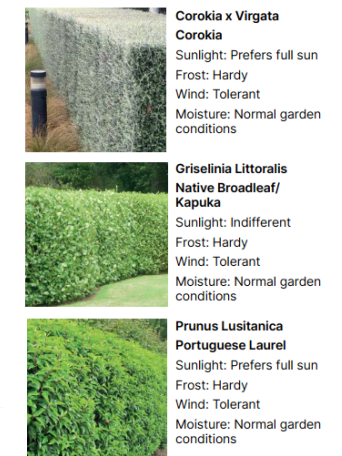 Corokia x Virgata
Corokia
Sunlight: Prefers full sun
Frost: Hardy
Wind: Tolerant
Moisture: Normal garden
conditions
Griselinia Littoralis
Native Broadleaf/
Kapuka
Sunlight: Indifferent
Frost: Hardy
Wind: Tolerant
Moisture: Normal garden
conditions
Prunus Lusitanica
Portuguese Laurel
Sunlight: Prefers full sun
Frost: Hardy
Wind: Tolerant
Moisture: Normal garden
conditions